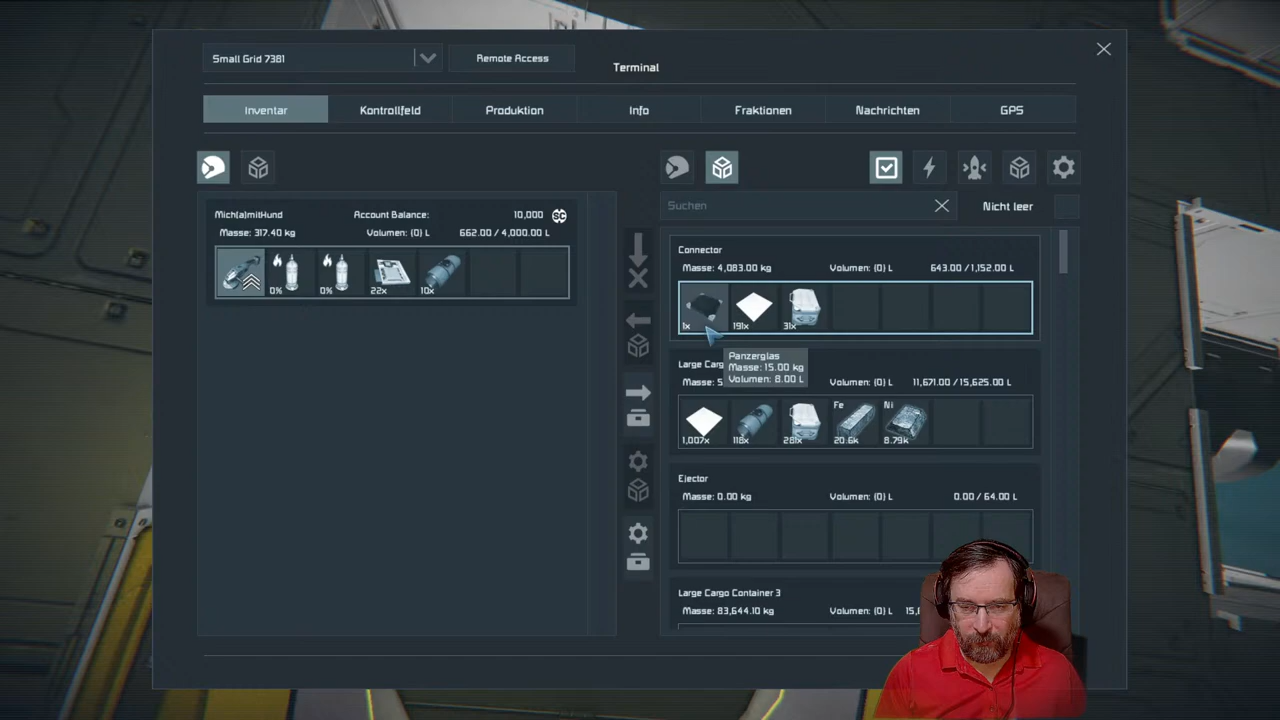 Small Grid 7381
Remote Access
Terminal
Inventar
Kontrollfeld
Produktion
Info
Fraktionen
Nachrichten
GPS
Mich(a)mitHund
Account Balance:
10,000
SC
Masse: 317.40 kg
Volumen: (0) L
662.00 / 4,000.00 L
0%
0%
22x
10x
Suchen
Nicht leer
Connector
Masse: 4,083.00 kg
Volumen: (0) L
643.00 / 1,152.00 L
1x
191x
31x
Panzerglas
Masse: 15.00 kg
Volumen: 8.00 L
Large Carg
Masse: 5
Volumen: (0) L
11,671.00 / 15,625.00 L
Fe
Ni
1,007x
118x
281x
20.6k
8.79k
Ejector
Masse: 0.00 kg
Volumen: (0) L
0.00 / 64.00 L
Large Cargo Container 3
Masse: 83,644.10 kg
Volumen: (0) L